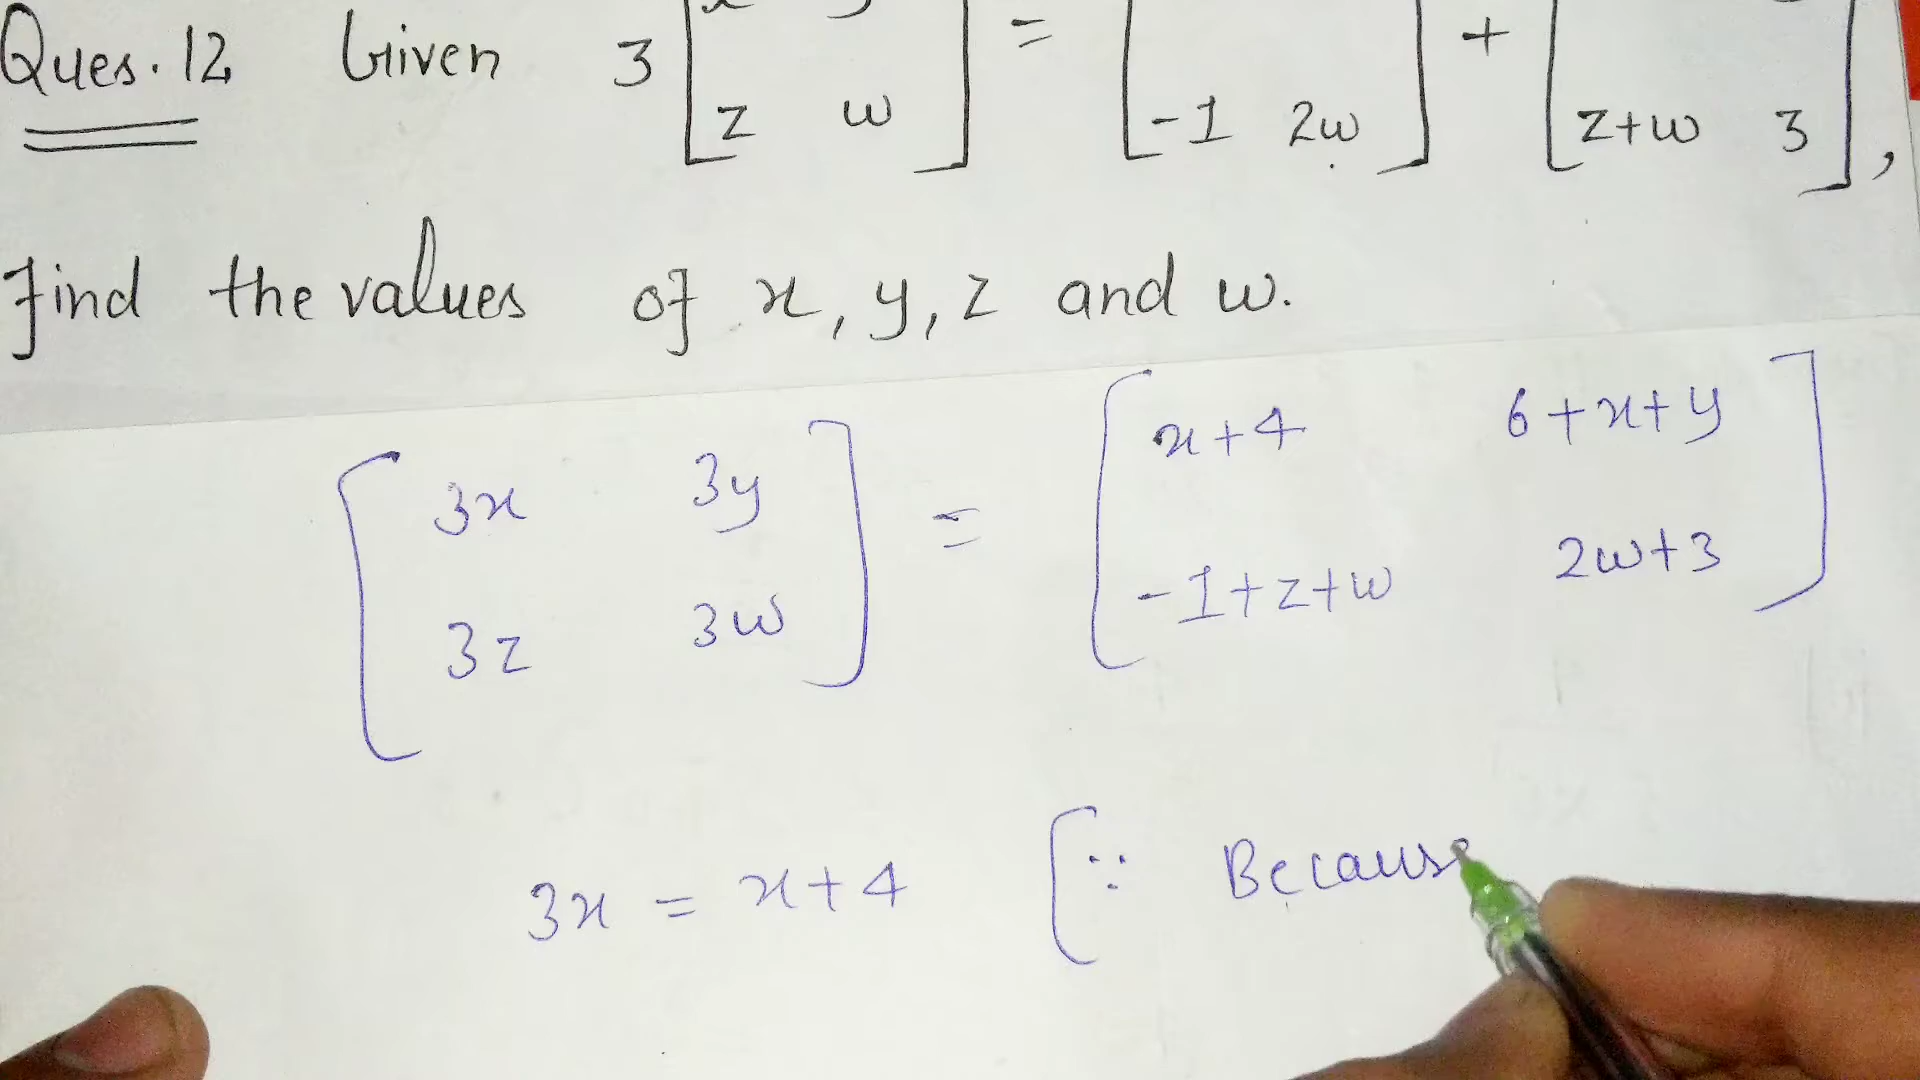 Ques. 12 Given 3 [ z w ] = [ -1 2w ] + [ z+w 3 ],
Find the values of x, y, z and w.
[ 3x 3y ] = [ x+4 6+x+y ]
[ 3z 3w ] [ -1+z+w 2w+3 ]
3x = x+4 [∵ Because